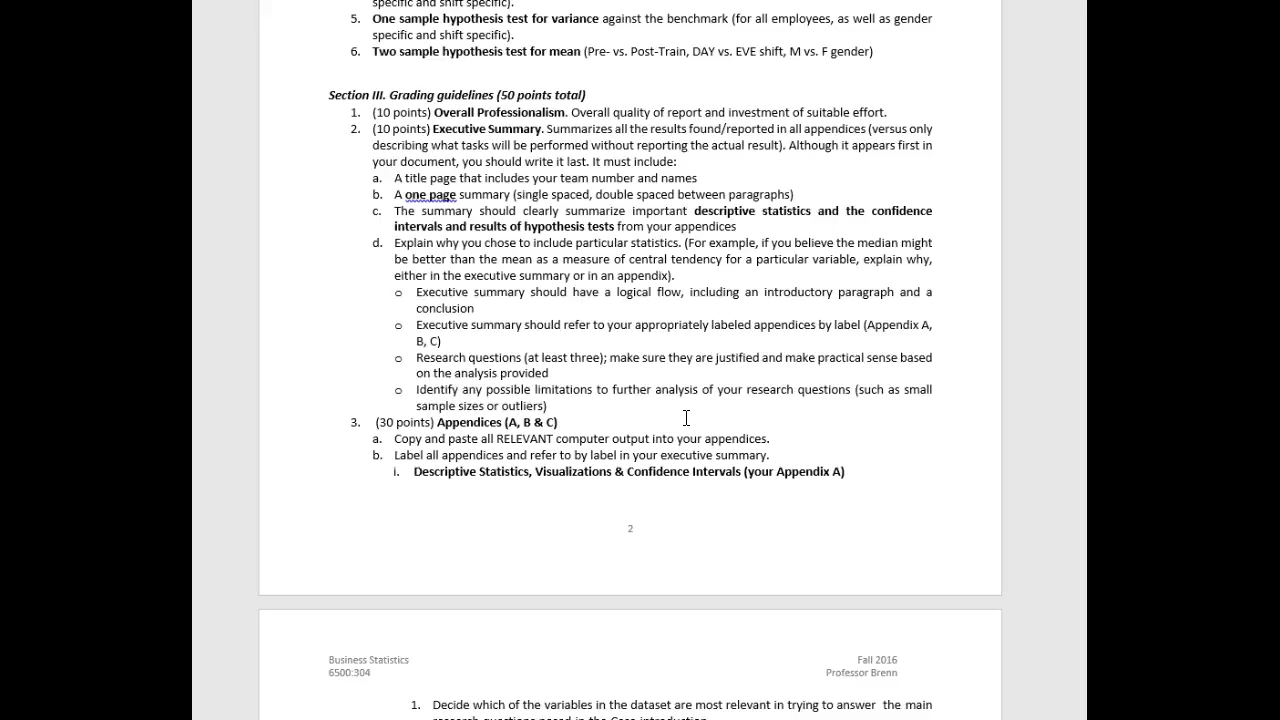 specific and shift specific).
5. One sample hypothesis test for variance against the benchmark (for all employees, as well as gender
specific and shift specific).
6. Two sample hypothesis test for mean (Pre- vs. Post-Train, DAY vs. EVE shift, M vs. F gender)
Section III. Grading guidelines (50 points total)
1. (10 points) Overall Professionalism. Overall quality of report and investment of suitable effort.
2. (10 points) Executive Summary. Summarizes all the results found/reported in all appendices (versus only
describing what tasks will be performed without reporting the actual result). Although it appears first in
your document, you should write it last. It must include:
a. A title page that includes your team number and names
b. A one page summary (single spaced, double spaced between paragraphs)
c. The summary should clearly summarize important descriptive statistics and the confidence
intervals and results of hypothesis tests from your appendices
d. Explain why you chose to include particular statistics. (For example, if you believe the median might
be better than the mean as a measure of central tendency for a particular variable, explain why,
either in the executive summary or in an appendix).
o Executive summary should have a logical flow, including an introductory paragraph and a
conclusion
o Executive summary should refer to your appropriately labeled appendices by label (Appendix A,
B, C)
o Research questions (at least three); make sure they are justified and make practical sense based
on the analysis provided
o Identify any possible limitations to further analysis of your research questions (such as small
sample sizes or outliers)
3. (30 points) Appendices (A, B & C)
a. Copy and paste all RELEVANT computer output into your appendices.
b. Label all appendices and refer to by label in your executive summary.
i. Descriptive Statistics, Visualizations & Confidence Intervals (your Appendix A)
2
Business Statistics
6500:304
Fall 2016
Professor Brenn
1. Decide which of the variables in the dataset are most relevant in trying to answer the main
research questions posed in the Case introduction